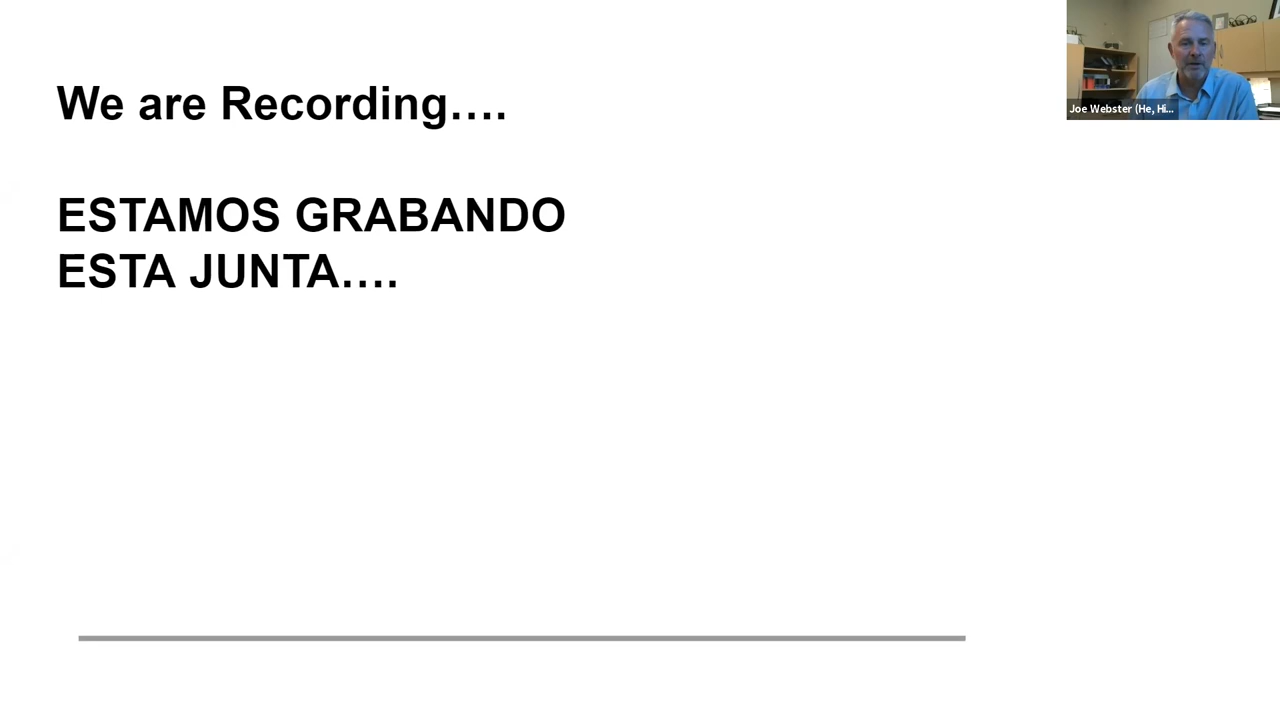 We are Recording....
ESTAMOS GRABANDO
ESTA JUNTA....
Joe Webster (He, Hi...